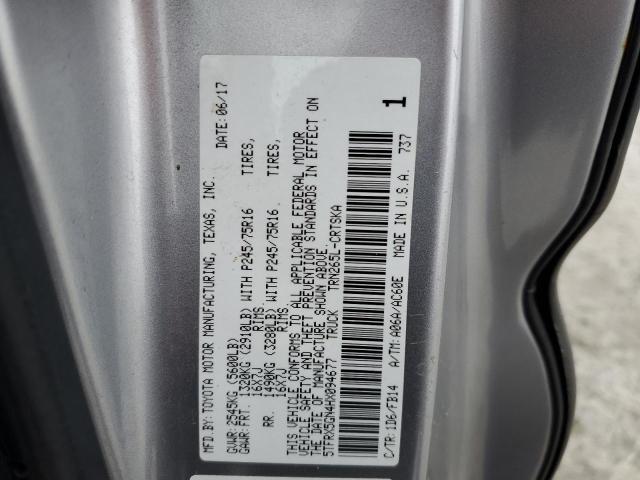 MFD.BY:TOYOTA MOTOR MANUFACTURING, TEXAS, INC. DATE: 06/17
GVWR: 2545KG (5600LB)
GAWR: FRT. 1320KG (2910LB) WITH P245/75R16 TIRES,
16X7J RIMS,
RR. 1490KG (3280LB) WITH P245/75R16 TIRES,
16X7J RIMS.
THIS VEHICLE CONFORMS TO ALL APPLICABLE FEDERAL MOTOR
VEHICLE SAFETY AND THEFT PREVENTION STANDARDS IN EFFECT ON
THE DATE OF MANUFACTURE SHOWN ABOVE.
5TFRX5GN4HX094677 TRUCK TRN265L-CRTSKA
C/TR:1D6/FB14 A/TM:A06A/AC60E MADE IN U.S.A. 737
1